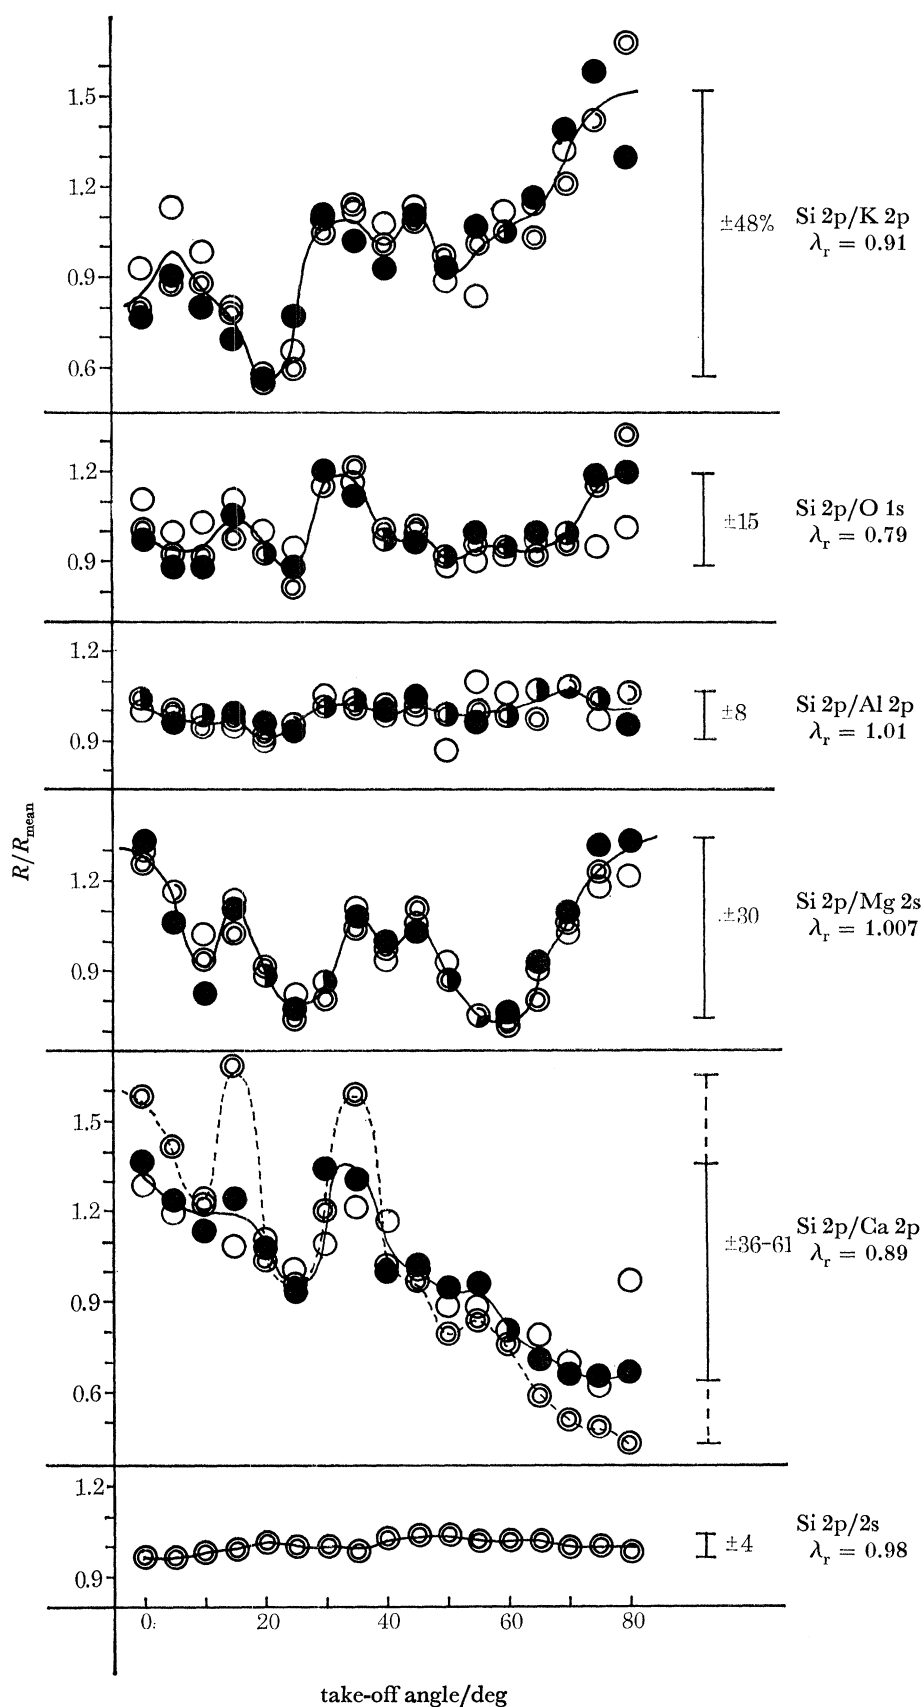 1.5
1.2
0.9
0.6
±48%
Si 2p/K 2p
λr = 0.91
1.2
0.9
±15
Si 2p/O 1s
λr = 0.79
1.2
0.9
±8
Si 2p/Al 2p
λr = 1.01
R/Rmean
1.2
0.9
±30
Si 2p/Mg 2s
λr = 1.007
1.5
1.2
0.9
0.6
±36-61
Si 2p/Ca 2p
λr = 0.89
1.2
0.9
±4
Si 2p/2s
λr = 0.98
0 20 40 60 80
take-off angle/deg